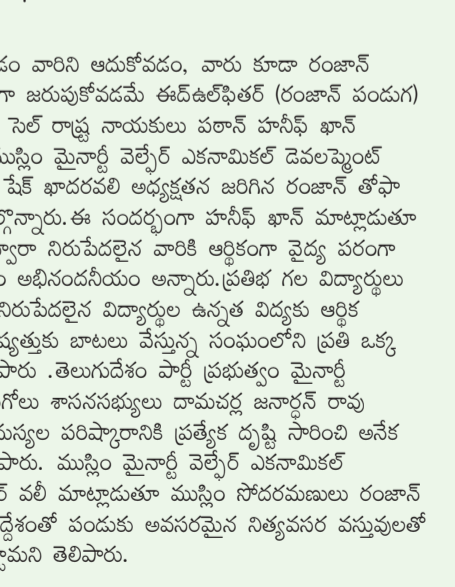 డం వారిని ఆదుకోవడం, వారు కూడా రంజాన్
గా జరుపుకోవడమే ఈద్ఉల్ఫితర్ (రంజాన్ పండుగ)
సెల్ రాష్ట్ర నాయకులు పఠాన్ హనీఫ్ ఖాన్
ముస్లిం మైనార్టీ వెల్ఫేర్ ఎకనామికల్ డెవలప్మెంట్
షేక్ ఖాదరవలి అధ్యక్షతన జరిగిన రంజాన్ తోఫా
ల్గొన్నారు.ఈ సందర్భంగా హనీఫ్ ఖాన్ మాట్లాడుతూ
్వారా నిరుపేదలైన వారికి ఆర్థికంగా వైద్య పరంగా
ం అభినందనీయం అన్నారు.ప్రతిభ గల విద్యార్థులు
నిరుపేదలైన విద్యార్థుల ఉన్నత విద్యకు ఆర్థిక
ష్యత్తుకు బాటలు వేస్తున్న సంఘంలోని ప్రతి ఒక్క
పారు .తెలుగుదేశం పార్టీ ప్రభుత్వం మైనార్టీ
గోలు శాసనసభ్యులు దామచర్ల జనార్ధన్ రావు
మస్యల పరిష్కారానికి ప్రత్యేక దృష్టి సారించి అనేక
పారు. ముస్లిం మైనార్టీ వెల్ఫేర్ ఎకనామికల్
ర్ వలీ మాట్లాడుతూ ముస్లిం సోదరమణులు రంజాన్
ద్దేశంతో పండుకు అవసరమైన నిత్యవసర వస్తువులతో
్తామని తెలిపారు.